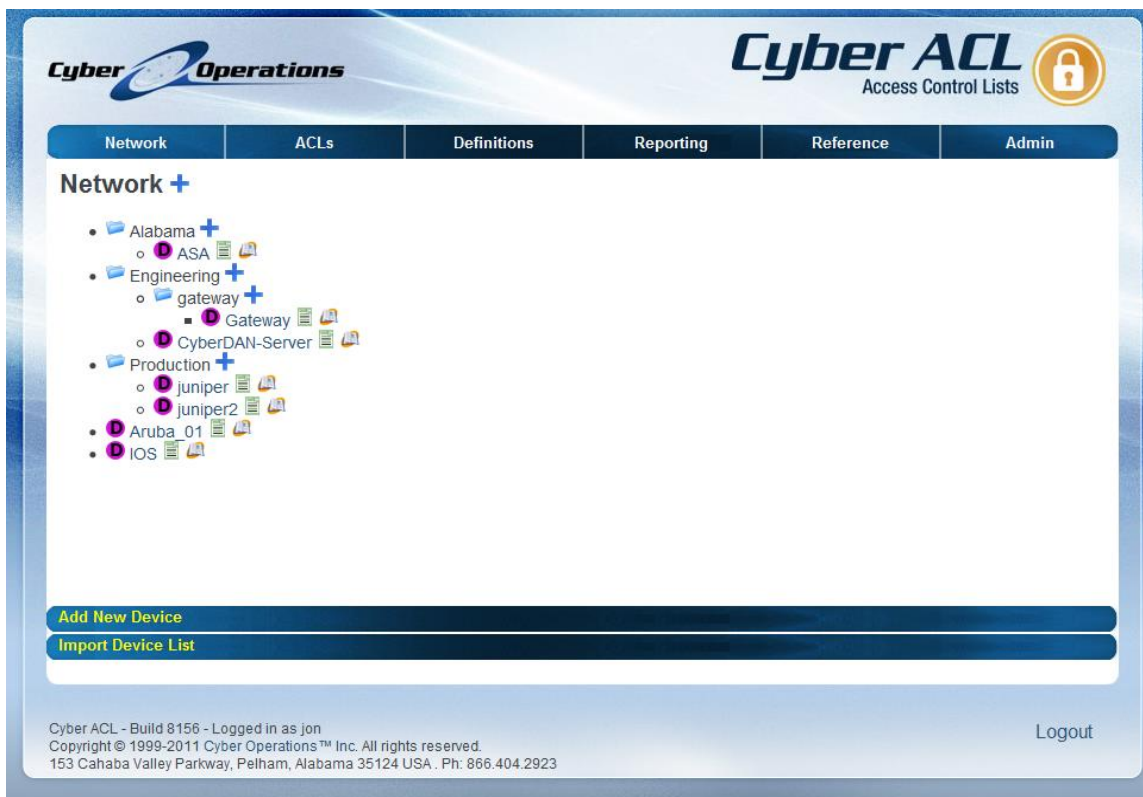 Cyber Operations
Cyber ACL
Access Control Lists
Network ACLs Definitions Reporting Reference Admin
Network
Alabama
D ASA
Engineering
gateway
D Gateway
D CyberDAN-Server
Production
D juniper
D juniper2
D Aruba_01
D IOS
Add New Device
Import Device List
Cyber ACL - Build 8156 - Logged in as jon
Logout
Copyright © 1999-2011 Cyber Operations™ Inc. All rights reserved.
153 Cahaba Valley Parkway, Pelham, Alabama 35124 USA . Ph: 866.404.2923